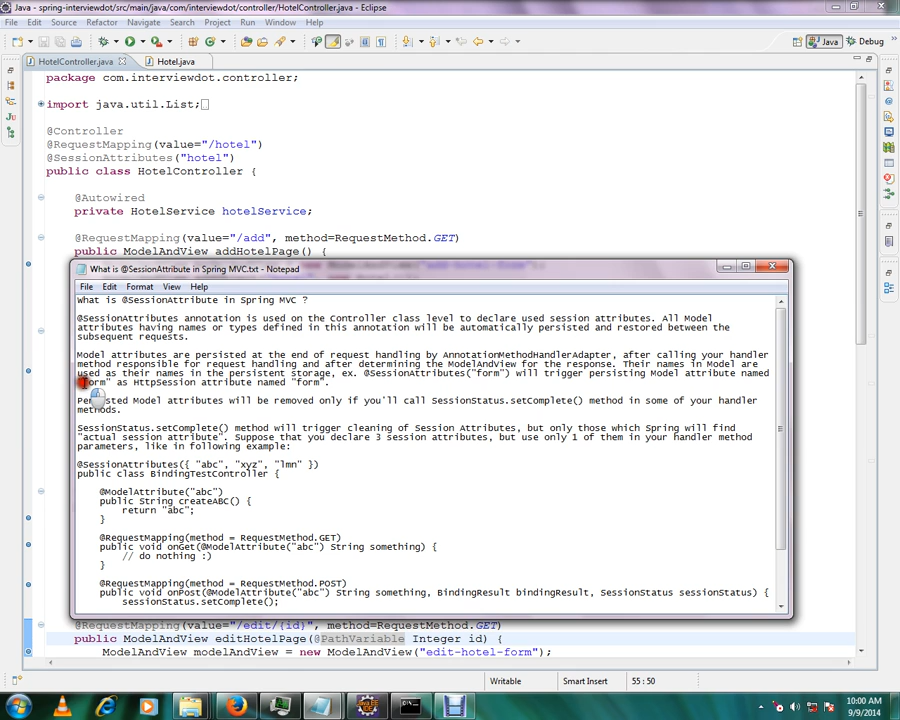 Java - spring-interviewdot/src/main/java/com/interviewdot/controller/HotelController.java - Eclipse
File Edit Source Refactor Navigate Search Project Run Window Help
Java Debug
HotelController.java Hotel.java
package com.interviewdot.controller;
import java.util.List;
@Controller
@RequestMapping(value="/hotel")
@SessionAttributes("hotel")
public class HotelController {
@Autowired
private HotelService hotelService;
@RequestMapping(value="/add", method=RequestMethod.GET)
public ModelAndView addHotelPage() {
What is @SessionAttribute in Spring MVC.txt - Notepad
File Edit Format View Help
What is @SessionAttribute in Spring MVC ?
@SessionAttributes annotation is used on the Controller class level to declare used session attributes. All Model
attributes having names or types defined in this annotation will be automatically persisted and restored between the
subsequent requests.
Model attributes are persisted at the end of request handling by AnnotationMethodHandlerAdapter, after calling your handler
method responsible for request handling and after determining the ModelAndView for the response. Their names in Model are
used as their names in the persistent storage, ex. @SessionAttributes("form") will trigger persisting Model attribute named
"form" as HttpSession attribute named "form".
Persisted Model attributes will be removed only if you'll call SessionStatus.setComplete() method in some of your handler
methods.
SessionStatus.setComplete() method will trigger cleaning of Session Attributes, but only those which Spring will find
"actual session attribute". Suppose that you declare 3 session attributes, but use only 1 of them in your handler method
parameters, like in following example:
@SessionAttributes({ "abc", "xyz", "lmn" })
public class BindingTestController {
@ModelAttribute("abc")
public String createABC() {
return "abc";
}
@RequestMapping(method = RequestMethod.GET)
public void onGet(@ModelAttribute("abc") String something) {
// do nothing :)
}
@RequestMapping(method = RequestMethod.POST)
public void onPost(@ModelAttribute("abc") String something, BindingResult bindingResult, SessionStatus sessionStatus) {
sessionStatus.setComplete();
@RequestMapping(value="/edit/{id}", method=RequestMethod.GET)
public ModelAndView editHotelPage(@PathVariable Integer id) {
ModelAndView modelAndView = new ModelAndView("edit-hotel-form");
Writable Smart Insert 55 : 50
10:00 AM
9/9/2014